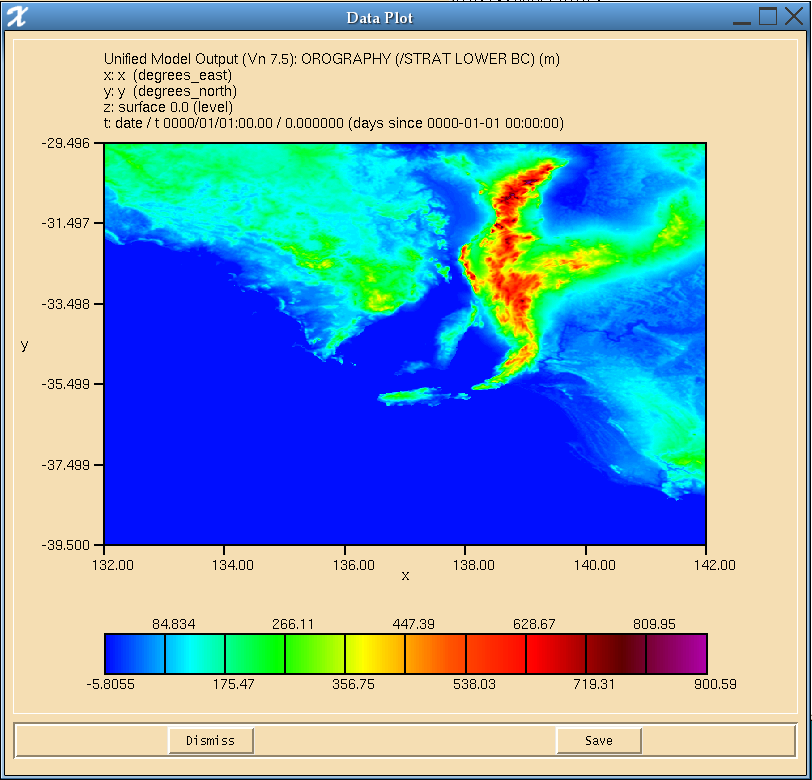 Data Plot
Unified Model Output (Vn 7.5): OROGRAPHY (/STRAT LOWER BC) (m)
x: x (degrees_east)
y: y (degrees_north)
z: surface 0.0 (level)
t: date / t 0000/01/01:00.00 / 0.000000 (days since 0000-01-01 00:00:00)
-29.496
-31.497
-33.498
y
-35.499
-37.499
-39.500
132.00 134.00 136.00 138.00 140.00 142.00
x
84.834 266.11 447.39 628.67 809.95
-5.8055 175.47 356.75 538.03 719.31 900.59
Dismiss Save